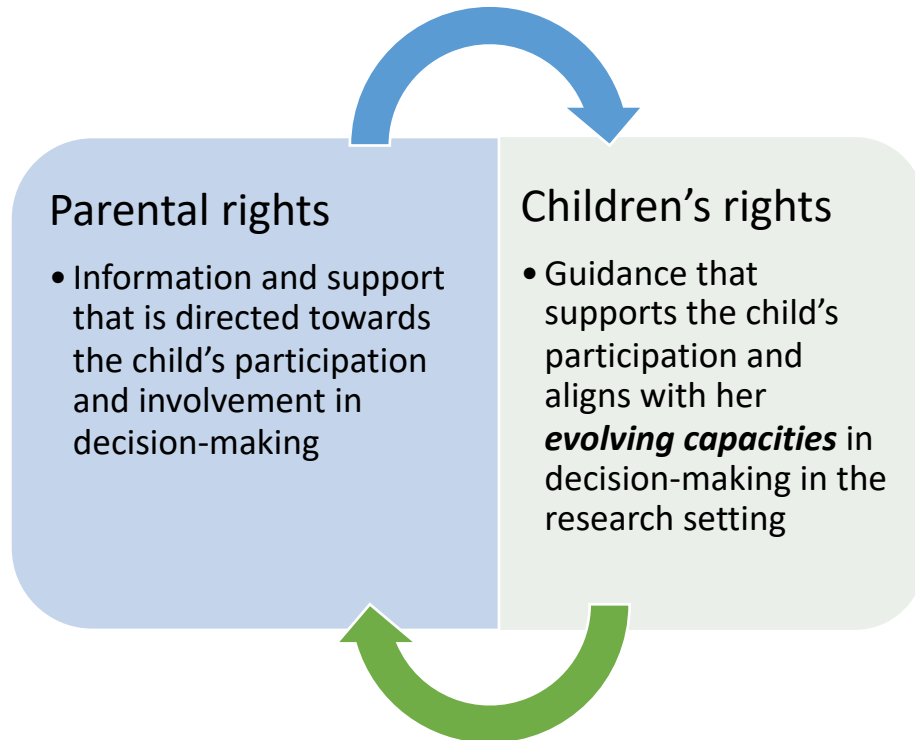 Parental rights
• Information and support
that is directed towards
the child’s participation
and involvement in
decision-making
Children’s rights
• Guidance that
supports the child’s
participation and
aligns with her
evolving capacities in
decision-making in the
research setting